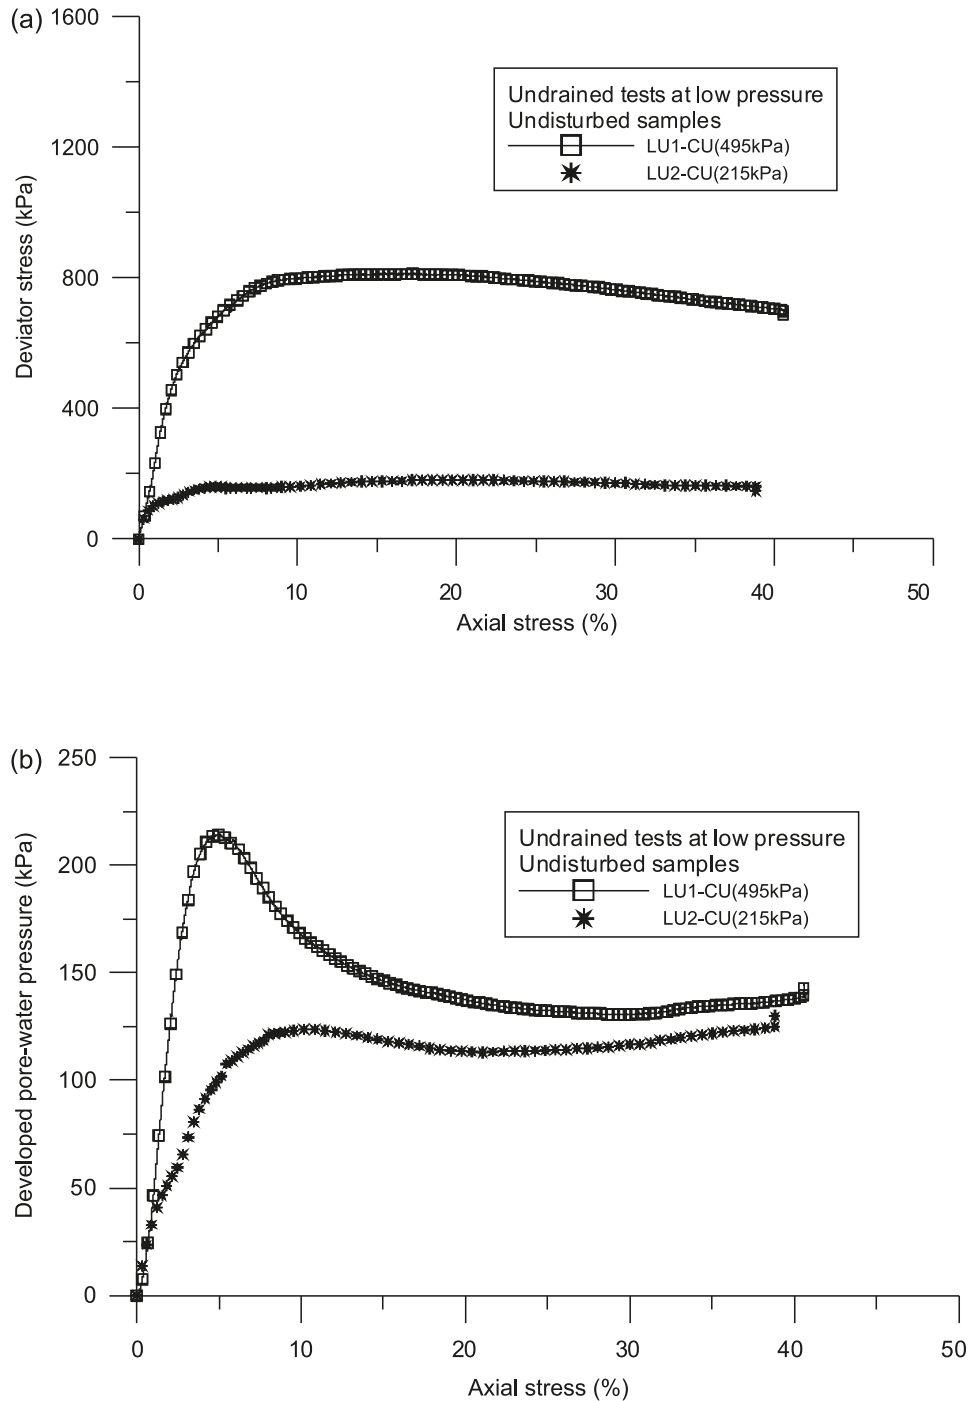 (a)
1600
1200
800
400
0
Deviator stress (kPa)
Undrained tests at low pressure
Undisturbed samples
LU1-CU(495kPa)
LU2-CU(215kPa)
0 10 20 30 40 50
Axial stress (%)
(b)
250
200
150
100
50
0
Developed pore-water pressure (kPa)
Undrained tests at low pressure
Undisturbed samples
LU1-CU(495kPa)
LU2-CU(215kPa)
0 10 20 30 40 50
Axial stress (%)